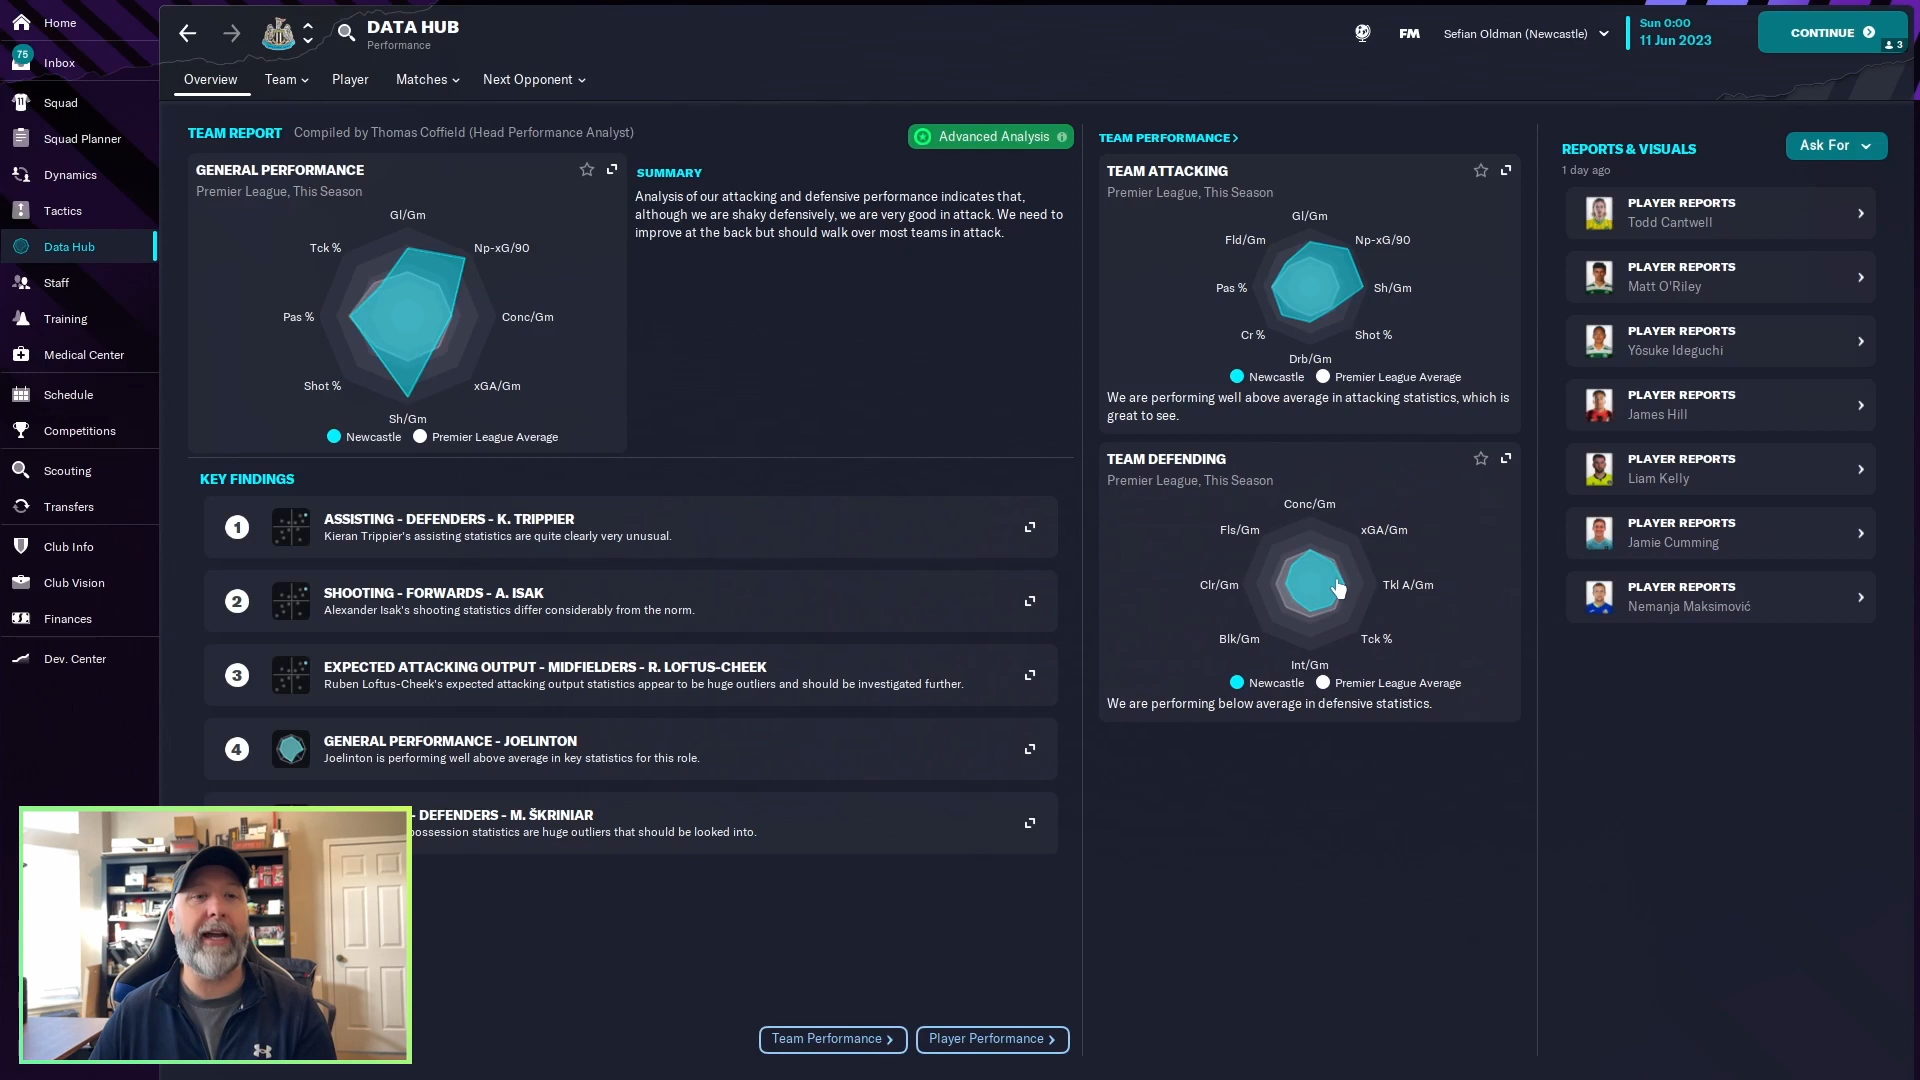 Home
75
Inbox
Squad
Squad Planner
Dynamics
Tactics
Data Hub
Staff
Training
Medical Center
Schedule
Competitions
Scouting
Transfers
Club Info
Club Vision
Finances
Dev. Center
DATA HUB
Performance
FM
Sefian Oldman (Newcastle)
Sun 0:00
11 Jun 2023
CONTINUE
3
Overview
Team
Player
Matches
Next Opponent
TEAM REPORT Compiled by Thomas Coffield (Head Performance Analyst)
Advanced Analysis
GENERAL PERFORMANCE
Premier League, This Season
Gl/Gm
Tck %
Np-xG/90
Pas %
Conc/Gm
Shot %
xGA/Gm
Sh/Gm
Newcastle
Premier League Average
SUMMARY
Analysis of our attacking and defensive performance indicates that,
although we are shaky defensively, we are very good in attack. We need to
improve at the back but should walk over most teams in attack.
KEY FINDINGS
1
ASSISTING - DEFENDERS - K. TRIPPIER
Kieran Trippier's assisting statistics are quite clearly very unusual.
2
SHOOTING - FORWARDS - A. ISAK
Alexander Isak's shooting statistics differ considerably from the norm.
3
EXPECTED ATTACKING OUTPUT - MIDFIELDERS - R. LOFTUS-CHEEK
Ruben Loftus-Cheek's expected attacking output statistics appear to be huge outliers and should be investigated further.
4
GENERAL PERFORMANCE - JOELINTON
Joelinton is performing well above average in key statistics for this role.
- DEFENDERS - M. ŠKRINIAR
possession statistics are huge outliers that should be looked into.
Team Performance
Player Performance
TEAM PERFORMANCE
TEAM ATTACKING
Premier League, This Season
Gl/Gm
Fld/Gm
Np-xG/90
Pas %
Sh/Gm
Cr %
Shot %
Drb/Gm
Newcastle
Premier League Average
We are performing well above average in attacking statistics, which is
great to see.
TEAM DEFENDING
Premier League, This Season
Conc/Gm
Fls/Gm
xGA/Gm
Clr/Gm
Tkl A/Gm
Blk/Gm
Tck %
Int/Gm
Newcastle
Premier League Average
We are performing below average in defensive statistics.
REPORTS & VISUALS
Ask For
1 day ago
PLAYER REPORTS
Todd Cantwell
PLAYER REPORTS
Matt O'Riley
PLAYER REPORTS
Yōsuke Ideguchi
PLAYER REPORTS
James Hill
PLAYER REPORTS
Liam Kelly
PLAYER REPORTS
Jamie Cumming
PLAYER REPORTS
Nemanja Maksimović